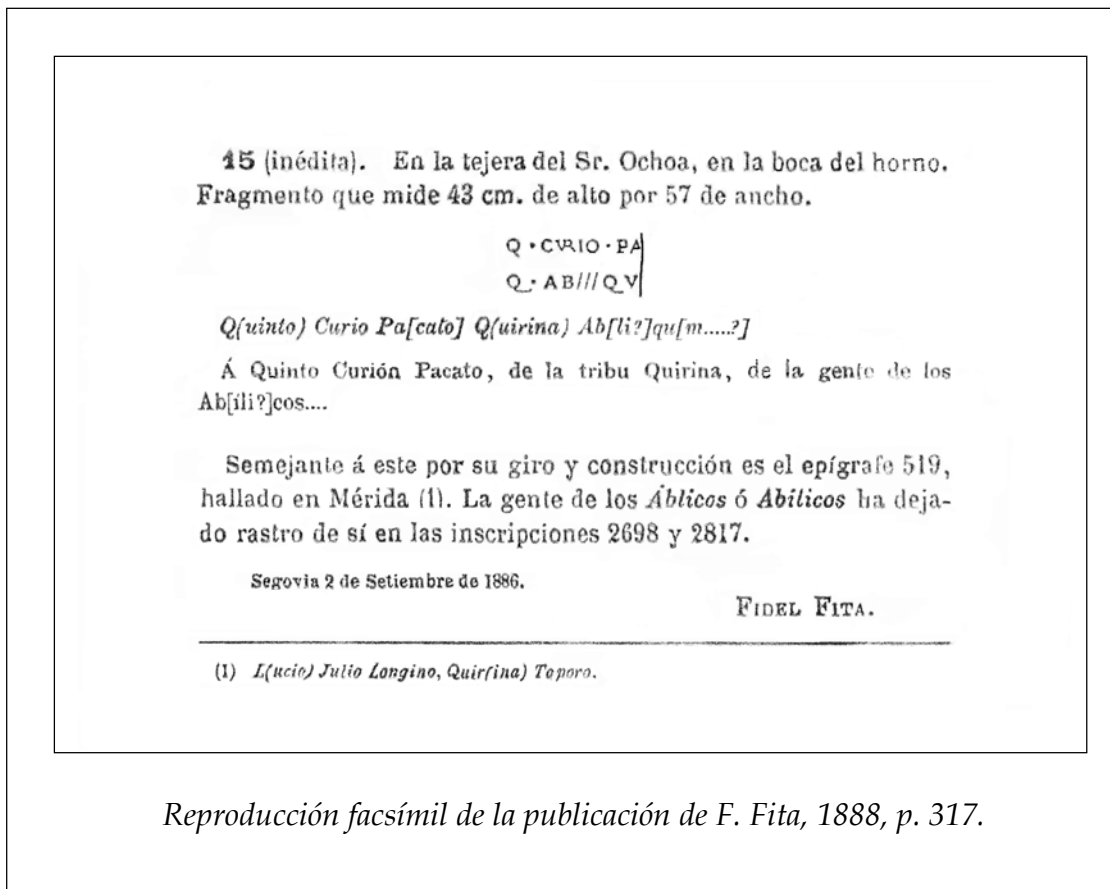 15 (inédita). En la tejera del Sr. Ochoa, en la boca del horno.
Fragmento que mide 43 cm. de alto por 57 de ancho.
Q · CVRIO · PA
Q · AB///QV
Q(uinto) Curio Pa[cato] Q(uirina) Ab[li?]qu[m.....?]
Á Quinto Curión Pacato, de la tribu Quirina, de la gente de los
Ab[íli?]cos....
Semejante á este por su giro y construcción es el epígrafe 519,
hallado en Mérida (1). La gente de los Áblicos ó Abílicos ha deja-
do rastro de sí en las inscripciones 2698 y 2817.
Segovia 2 de Setiembre de 1886.
FIDEL FITA.
(1) L(ucio) Julio Longino, Quir(ina) Toporo.
Reproducción facsímil de la publicación de F. Fita, 1888, p. 317.